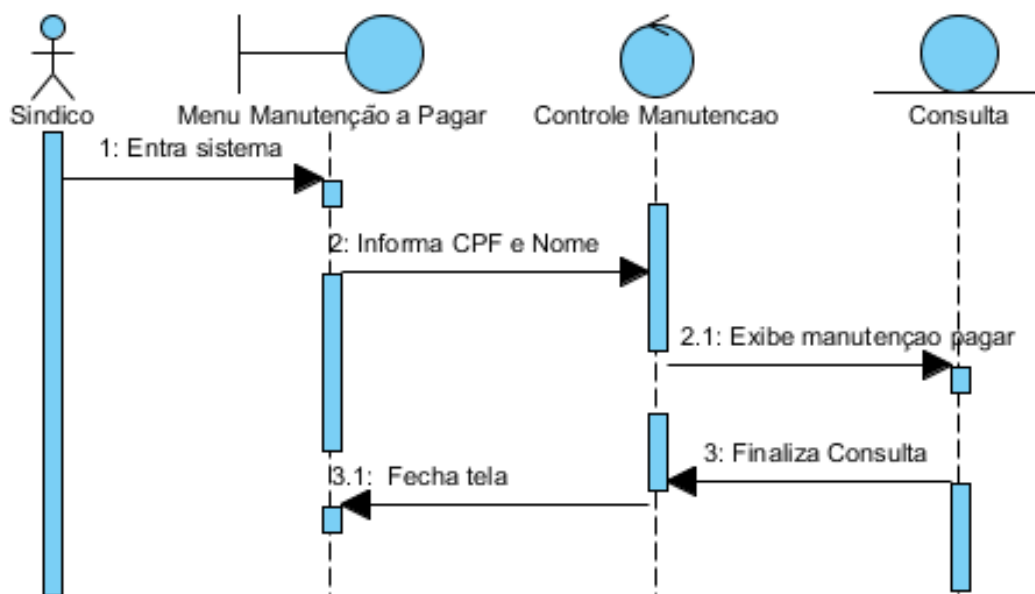 Sindico
Menu Manutenção a Pagar
Controle Manutencao
Consulta
1: Entra sistema
2: Informa CPF e Nome
2.1: Exibe manutençao pagar
3: Finaliza Consulta
3.1: Fecha tela